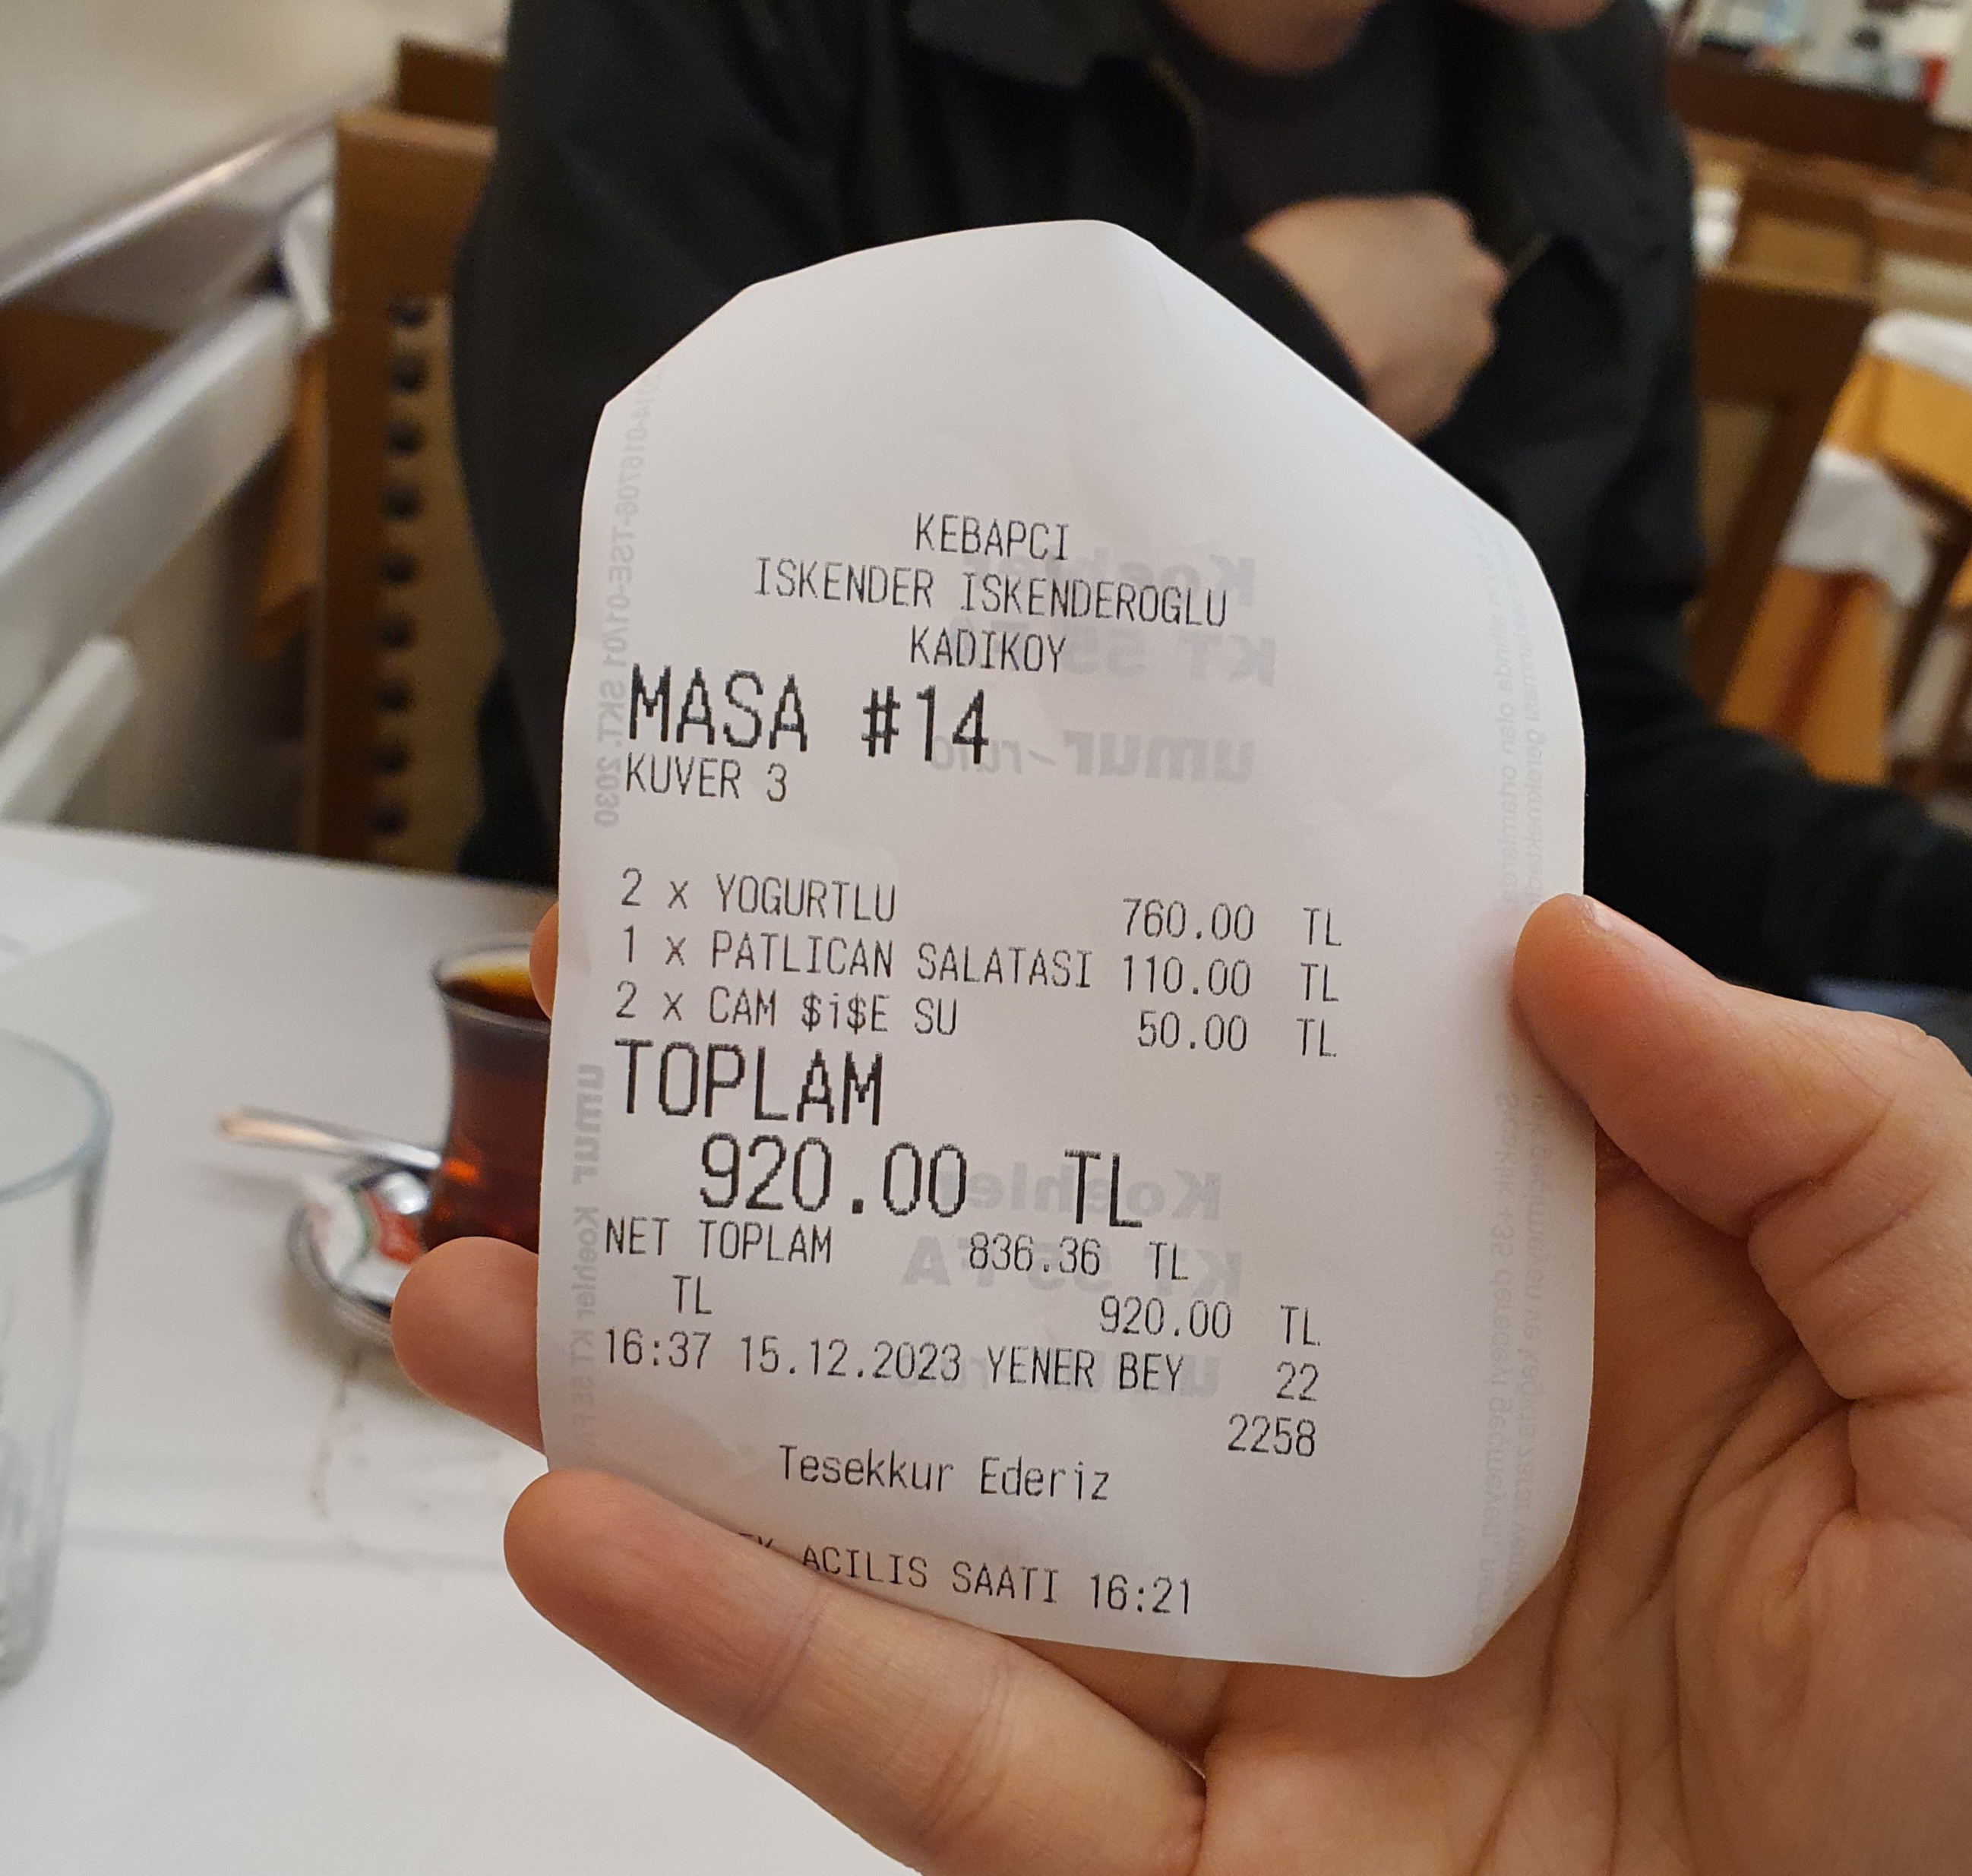 KEBAPCI
ISKENDER ISKENDEROGLU
KADIKOY
MASA #14
KUVER 3
2 x YOGURTLU 760.00 TL
1 x PATLICAN SALATASI 110.00 TL
2 x CAM $i$E SU 50.00 TL
TOPLAM
920.00 TL
NET TOPLAM 836.36 TL
TL 920.00 TL
16:37 15.12.2023 YENER BEY 22
2258
Tesekkur Ederiz
ACILIS SAATI 16:21